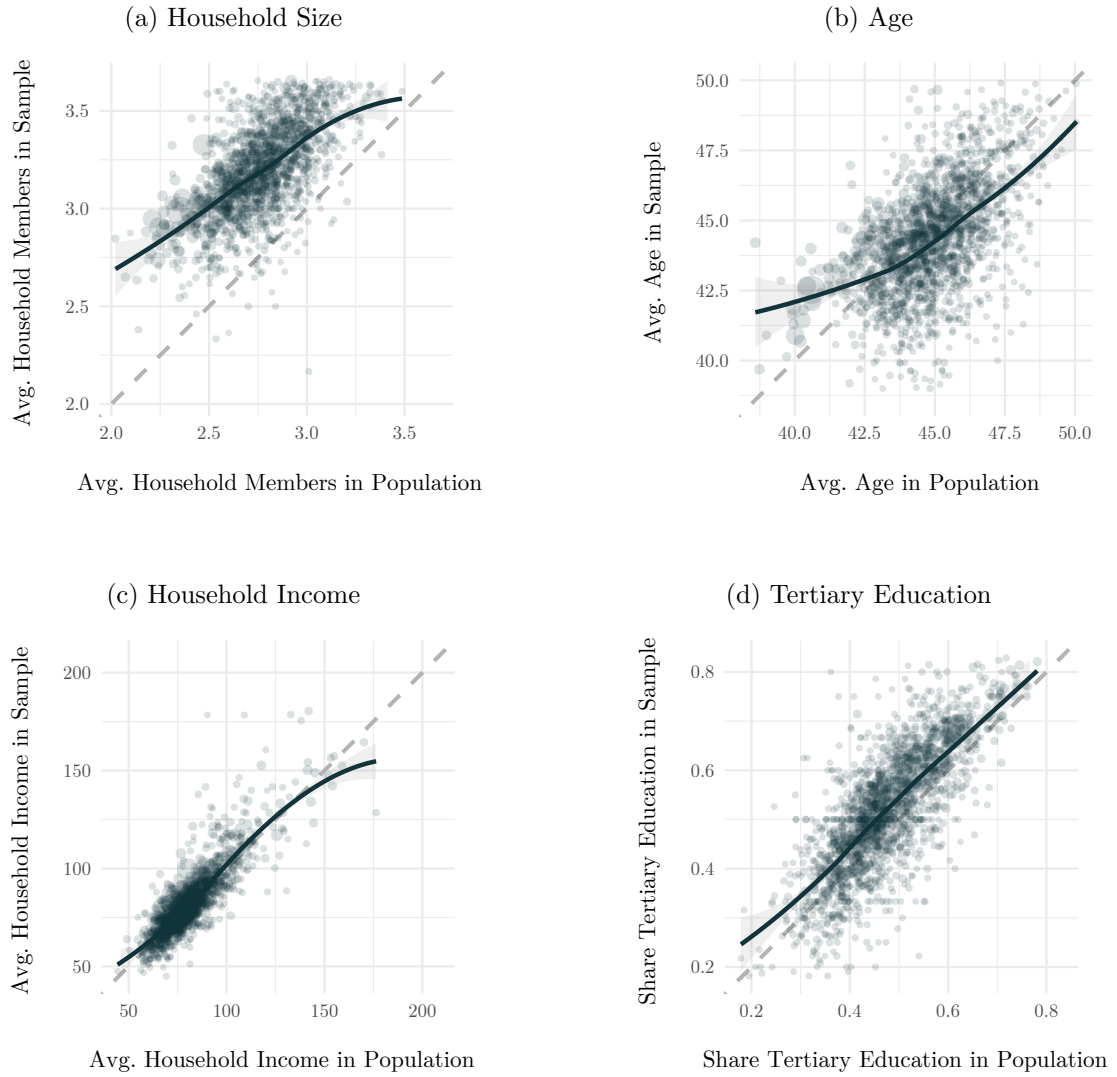 (a) Household Size
Avg. Household Members in Sample
3.5
3.0
2.5
2.0
2.0 2.5 3.0 3.5
Avg. Household Members in Population
(b) Age
Avg. Age in Sample
50.0
47.5
45.0
42.5
40.0
40.0 42.5 45.0 47.5 50.0
Avg. Age in Population
(c) Household Income
Avg. Household Income in Sample
200
150
100
50
50 100 150 200
Avg. Household Income in Population
(d) Tertiary Education
Share Tertiary Education in Sample
0.8
0.6
0.4
0.2
0.2 0.4 0.6 0.8
Share Tertiary Education in Population